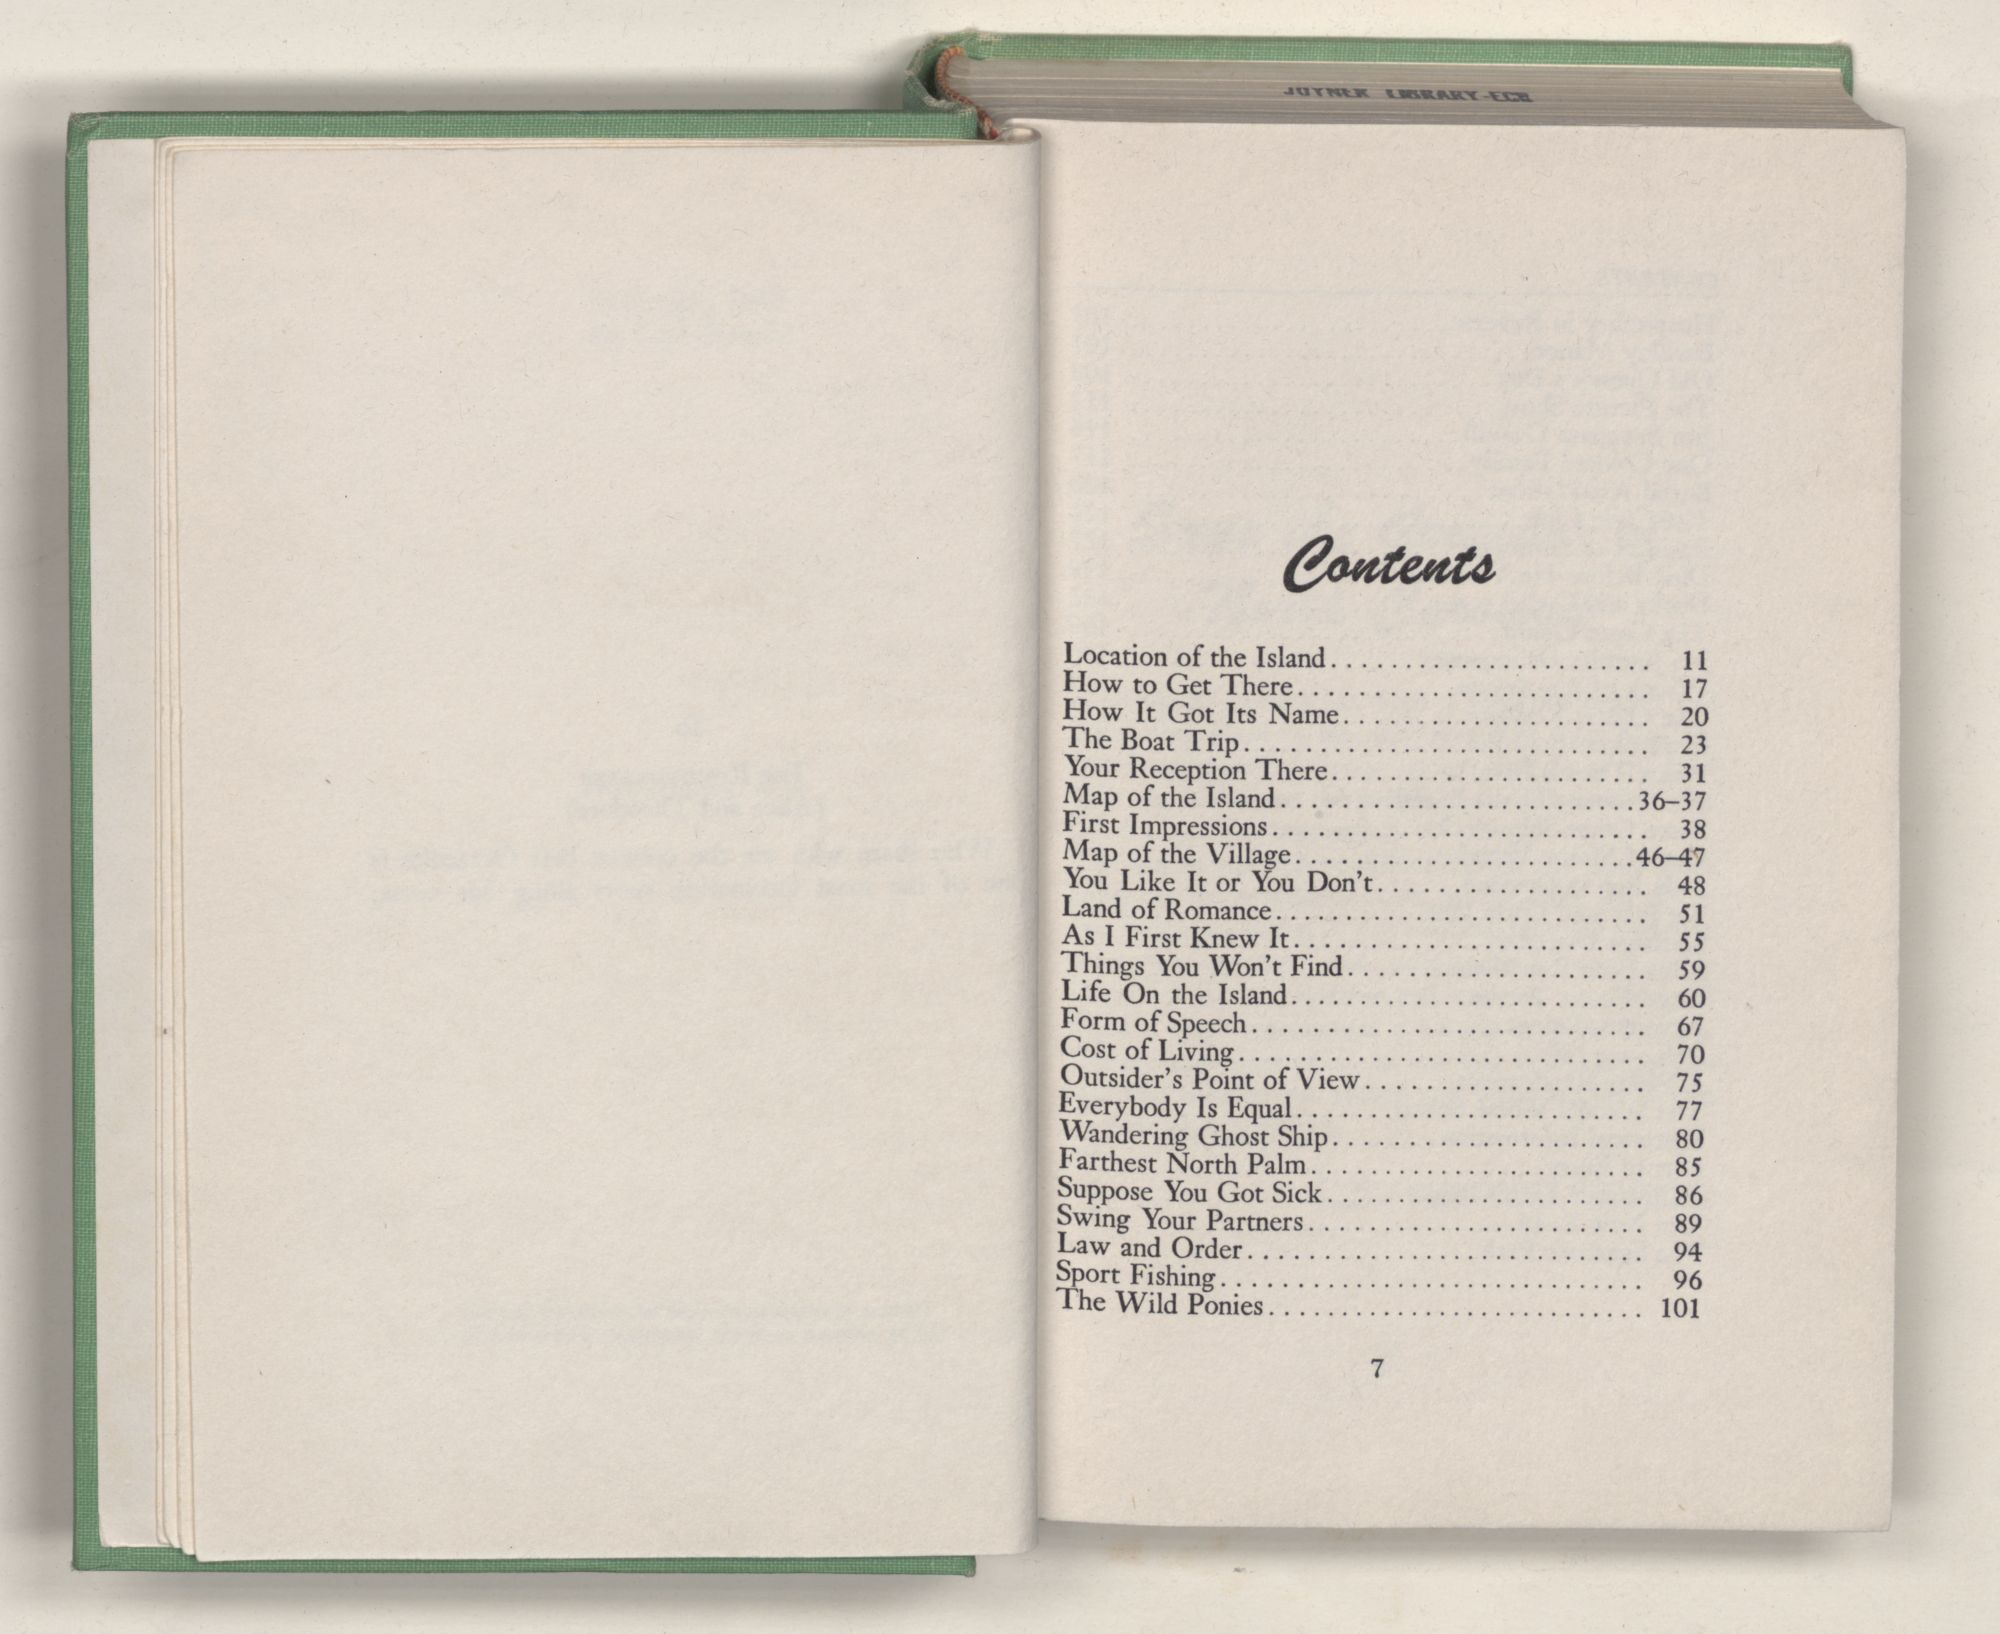 JOYNER LIBRARY-ECU
Contents
Location of the Island........................ 11
How to Get There.......................... 17
How It Got Its Name....................... 20
The Boat Trip.............................. 23
Your Reception There........................ 31
Map of the Island..........................36–37
First Impressions............................ 38
Map of the Village.........................46–47
You Like It or You Don't.................... 48
Land of Romance........................... 51
As I First Knew It.......................... 55
Things You Won't Find...................... 59
Life On the Island.......................... 60
Form of Speech............................. 67
Cost of Living.............................. 70
Outsider's Point of View..................... 75
Everybody Is Equal.......................... 77
Wandering Ghost Ship....................... 80
Farthest North Palm......................... 85
Suppose You Got Sick........................ 86
Swing Your Partners......................... 89
Law and Order............................. 94
Sport Fishing............................... 96
The Wild Ponies............................ 101
7